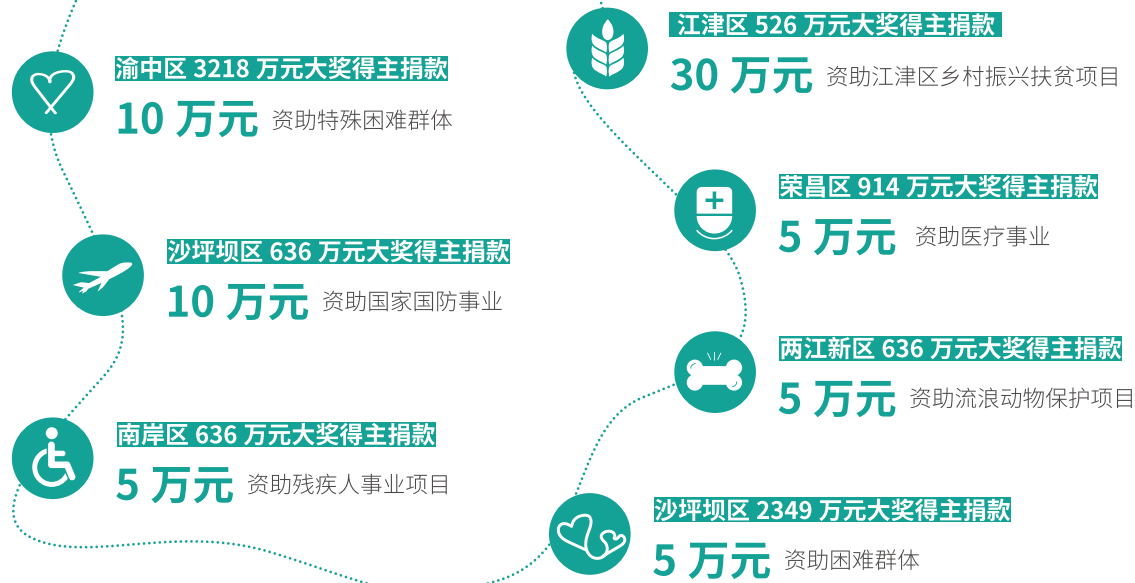 渝中区 3218 万元大奖得主捐款
10 万元 资助特殊困难群体
沙坪坝区 636 万元大奖得主捐款
10 万元 资助国家国防事业
南岸区 636 万元大奖得主捐款
5 万元 资助残疾人事业项目
江津区 526 万元大奖得主捐款
30 万元 资助江津区乡村振兴扶贫项目
荣昌区 914 万元大奖得主捐款
5 万元 资助医疗事业
两江新区 636 万元大奖得主捐款
5 万元 资助流浪动物保护项目
沙坪坝区 2349 万元大奖得主捐款
5 万元 资助困难群体